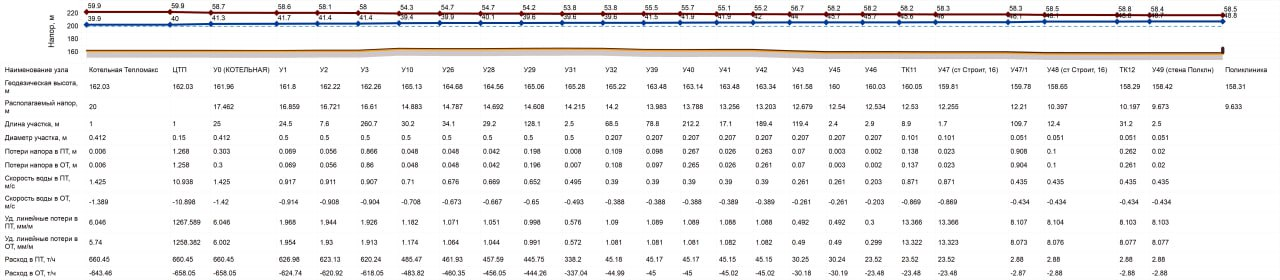 59.9 59.9 58.7 58.6 58.1 58 54.3 54.7 54.7 54.2 53.8 53.8 55.5 55.7 55.1 55.2 56.7 58.2 58.2 58.2 58.3 58.3 58.5 58.8 58.4 58.5
39.9 40 41.3 41.7 41.4 41.4 39.4 39.9 40.1 39.6 39.6 39.6 41.5 41.9 41.9 42 44 45.7 45.7 45.6 46 46.1 48.1 48.6 48.7 48.8
Напор, м
220
200
180
160
Наименование узла Котельная Тепломакс ЦТП У0 (КОТЕЛЬНАЯ) У1 У2 У3 У10 У26 У28 У29 У31 У32 У39 У40 У41 У42 У43 У45 У46 ТК11 У47 (ст Строит, 16) У47/1 У48 (ст Строит, 16) ТК12 У49 (стена Полкпн) Поликлиника
Геодезическая высота, м 162.03 162.03 161.96 161.8 162.22 162.26 165.13 164.68 164.56 165.06 165.28 165.22 163.48 163.14 163.48 163.34 161.58 160 160.03 160.05 159.81 159.78 158.65 158.29 158.42 158.31
Располагаемый напор, м 20 17.462 16.859 16.721 16.61 14.883 14.787 14.692 14.608 14.215 14.2 13.983 13.788 13.256 13.203 12.679 12.54 12.534 12.53 12.255 12.21 10.397 10.197 9.673 9.633
Длина участка, м 1 1 25 24.5 7.6 260.7 30.2 34.1 29.2 128.1 2.5 68.5 78.8 212.2 17.1 189.4 119.4 2.4 2.9 8.9 1.7 109.7 12.4 31.2 2.5
Диаметр участка, м 0.412 0.15 0.412 0.5 0.5 0.5 0.5 0.5 0.5 0.5 0.5 0.207 0.207 0.207 0.207 0.207 0.207 0.207 0.207 0.101 0.101 0.051 0.051 0.051 0.051
Потери напора в ПТ, м 0.006 1.268 0.303 0.069 0.056 0.866 0.048 0.048 0.042 0.198 0.008 0.109 0.098 0.267 0.026 0.263 0.07 0.003 0.002 0.138 0.023 0.908 0.1 0.262 0.02
Потери напора в ОТ, м 0.006 1.258 0.3 0.069 0.056 0.86 0.048 0.048 0.042 0.196 0.007 0.108 0.097 0.265 0.026 0.261 0.07 0.003 0.002 0.137 0.023 0.904 0.1 0.261 0.02
Скорость воды в ПТ, м/с 1.425 10.938 1.425 0.917 0.911 0.907 0.71 0.676 0.669 0.652 0.495 0.39 0.39 0.39 0.39 0.39 0.261 0.261 0.203 0.871 0.871 0.435 0.435 0.435 0.435
Скорость воды в ОТ, м/с -1.389 -10.898 -1.42 -0.914 -0.908 -0.904 -0.708 -0.673 -0.667 -0.65 -0.493 -0.388 -0.388 -0.388 -0.389 -0.389 -0.261 -0.261 -0.203 -0.869 -0.869 -0.434 -0.434 -0.434 -0.434
Уд. линейные потери в ПТ, мм/м 6.046 1267.589 6.046 1.968 1.944 1.926 1.182 1.071 1.051 0.998 0.576 1.09 1.089 1.089 1.088 1.088 0.492 0.492 0.3 13.366 13.366 8.107 8.104 8.103 8.103
Уд. линейные потери в ОТ, мм/м 5.74 1258.382 6.002 1.954 1.93 1.913 1.174 1.064 1.044 0.991 0.572 1.081 1.081 1.081 1.082 1.082 0.49 0.49 0.299 13.322 13.323 8.073 8.076 8.077 8.077
Расход в ПТ, т/ч 660.45 660.45 660.45 626.98 623.13 620.24 485.47 461.93 457.59 445.75 338.2 45.18 45.17 45.17 45.15 45.15 30.25 30.24 23.52 23.52 23.52 2.88 2.88 2.88 2.88
Расход в ОТ, т/ч -643.46 -658.05 -658.05 -624.74 -620.92 -618.05 -483.82 -460.35 -456.05 -444.26 -337.04 -44.99 -45 -45 -45.02 -45.02 -30.18 -30.19 -23.48 -23.48 -23.48 -2.87 -2.88 -2.88 -2.88